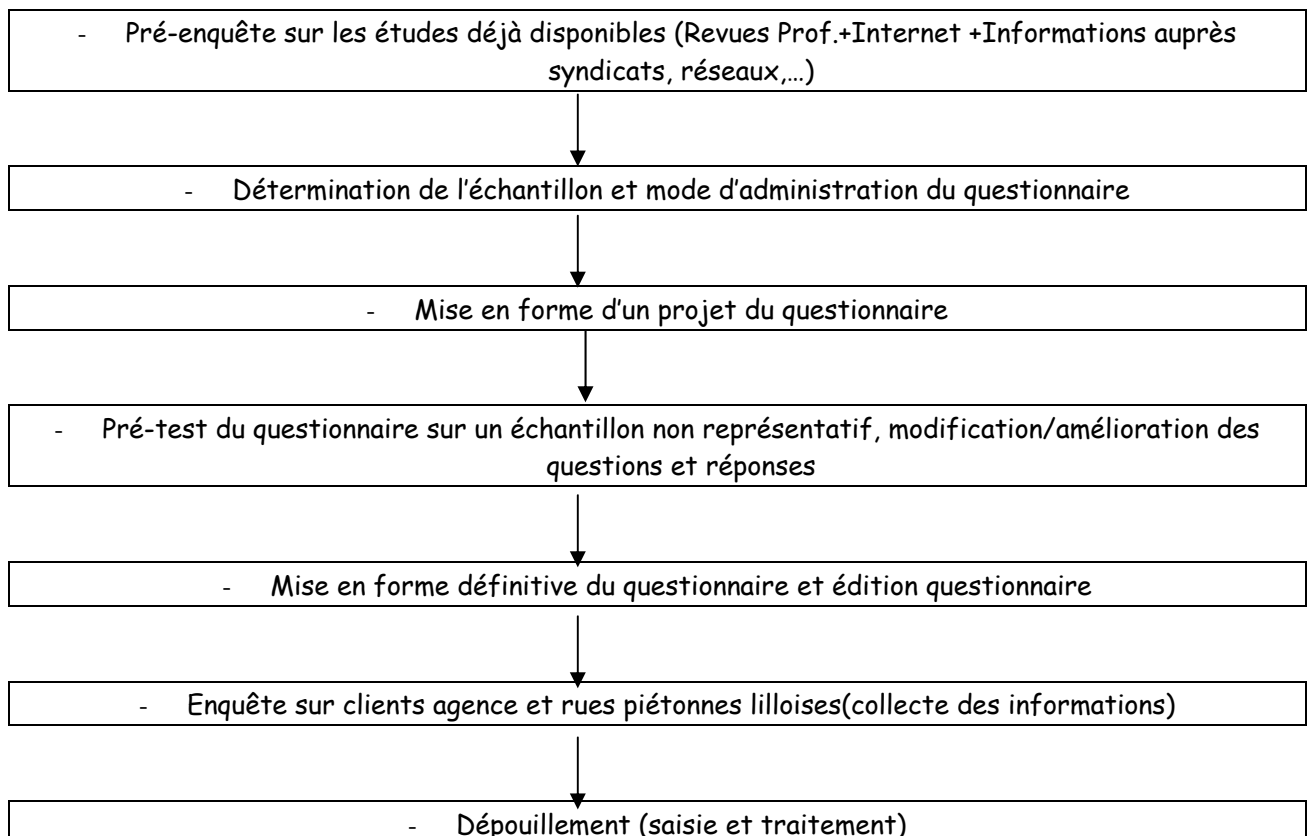 - Pré-enquête sur les études déjà disponibles (Revues Prof.+Internet +Informations auprès
syndicats, réseaux,…)
- Détermination de l’échantillon et mode d’administration du questionnaire
- Mise en forme d’un projet du questionnaire
- Pré-test du questionnaire sur un échantillon non représentatif, modification/amélioration des
questions et réponses
- Mise en forme définitive du questionnaire et édition questionnaire
- Enquête sur clients agence et rues piétonnes lilloises(collecte des informations)
- Dépouillement (saisie et traitement)